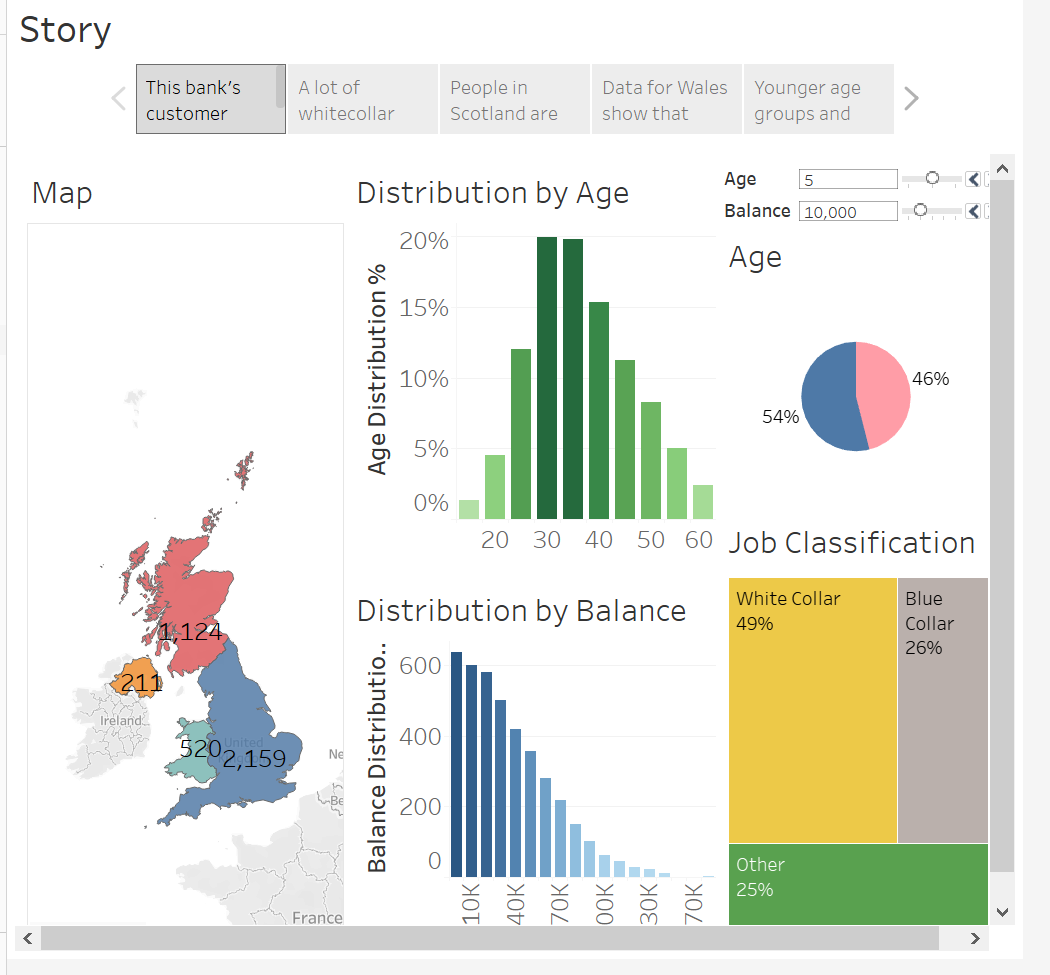 Story
This bank's
customer
A lot of
whitecollar
People in
Scotland are
Data for Wales
show that
Younger age
groups and
Map
1,124
211
Ireland
520
United
2,159
Ne
Be
France
Distribution by Age
Age Distribution %
20%
15%
10%
5%
0%
20 30 40 50 60
Distribution by Balance
Balance Distributio..
600
400
200
0
10K 40K 70K 00K 30K 70K
Age 5
Balance 10,000
Age
46%
54%
Job Classification
White Collar
49%
Blue
Collar
26%
Other
25%